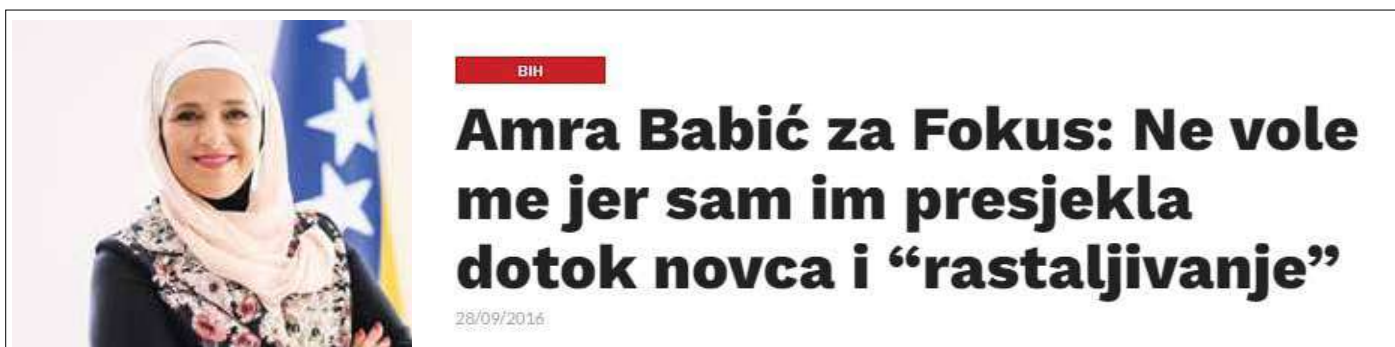 BIH
Amra Babić za Fokus: Ne vole
me jer sam im presjekla
dotok novca i “rastaljivanje”
28/09/2016